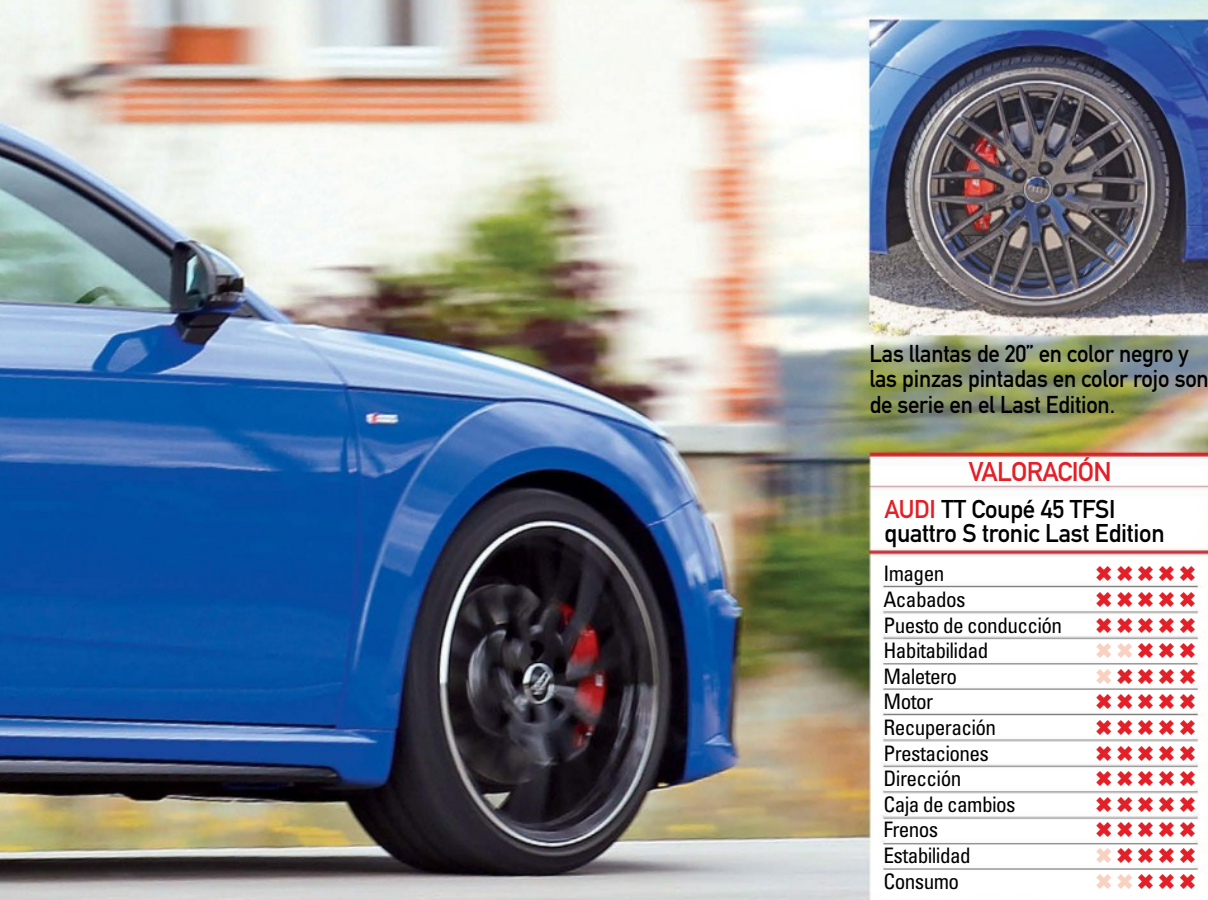 Las llantas de 20” en color negro y
las pinzas pintadas en color rojo son
de serie en el Last Edition.
VALORACIÓN
AUDI TT Coupé 45 TFSI
quattro S tronic Last Edition
Imagen
Acabados
Puesto de conducción
Habitabilidad
Maletero
Motor
Recuperación
Prestaciones
Dirección
Caja de cambios
Frenos
Estabilidad
Consumo